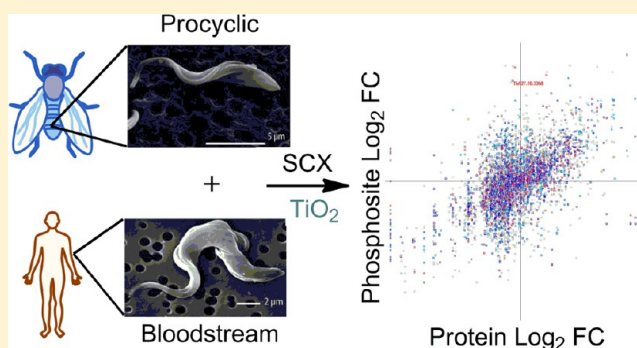 Procyclic
5 μm
+
SCX
TiO₂
2 μm
Bloodstream
Phosphosite Log₂ FC
Protein Log₂ FC